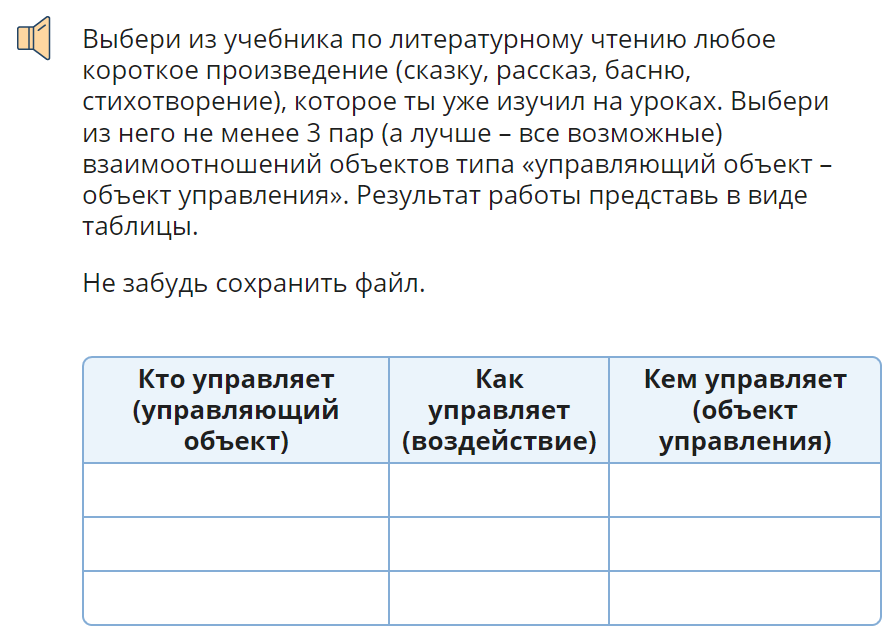 Выбери из учебника по литературному чтению любое
короткое произведение (сказку, рассказ, басню,
стихотворение), которое ты уже изучил на уроках. Выбери
из него не менее 3 пар (а лучше – все возможные)
взаимоотношений объектов типа «управляющий объект –
объект управления». Результат работы представь в виде
таблицы.
Не забудь сохранить файл.
Кто управляет
(управляющий
объект)
Как
управляет
(воздействие)
Кем управляет
(объект
управления)